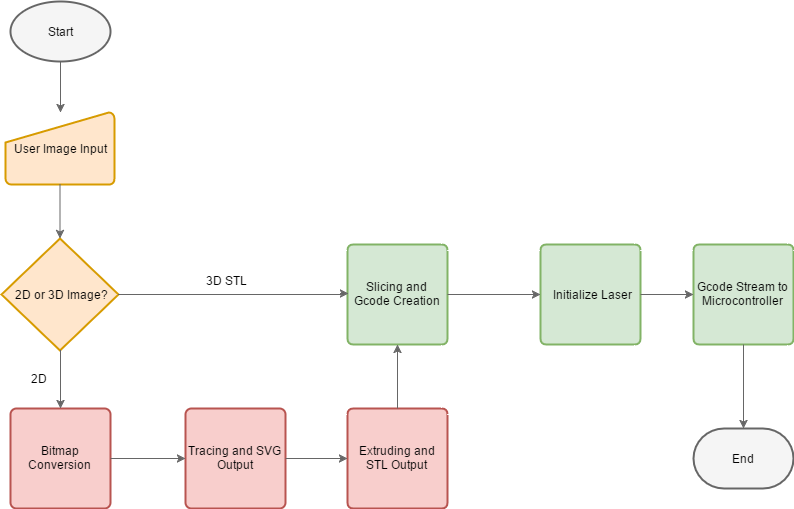 Start
User Image Input
2D or 3D Image?
3D STL
Slicing and
Gcode Creation
Initialize Laser
Gcode Stream to
Microcontroller
2D
Bitmap
Conversion
Tracing and SVG
Output
Extruding and
STL Output
End